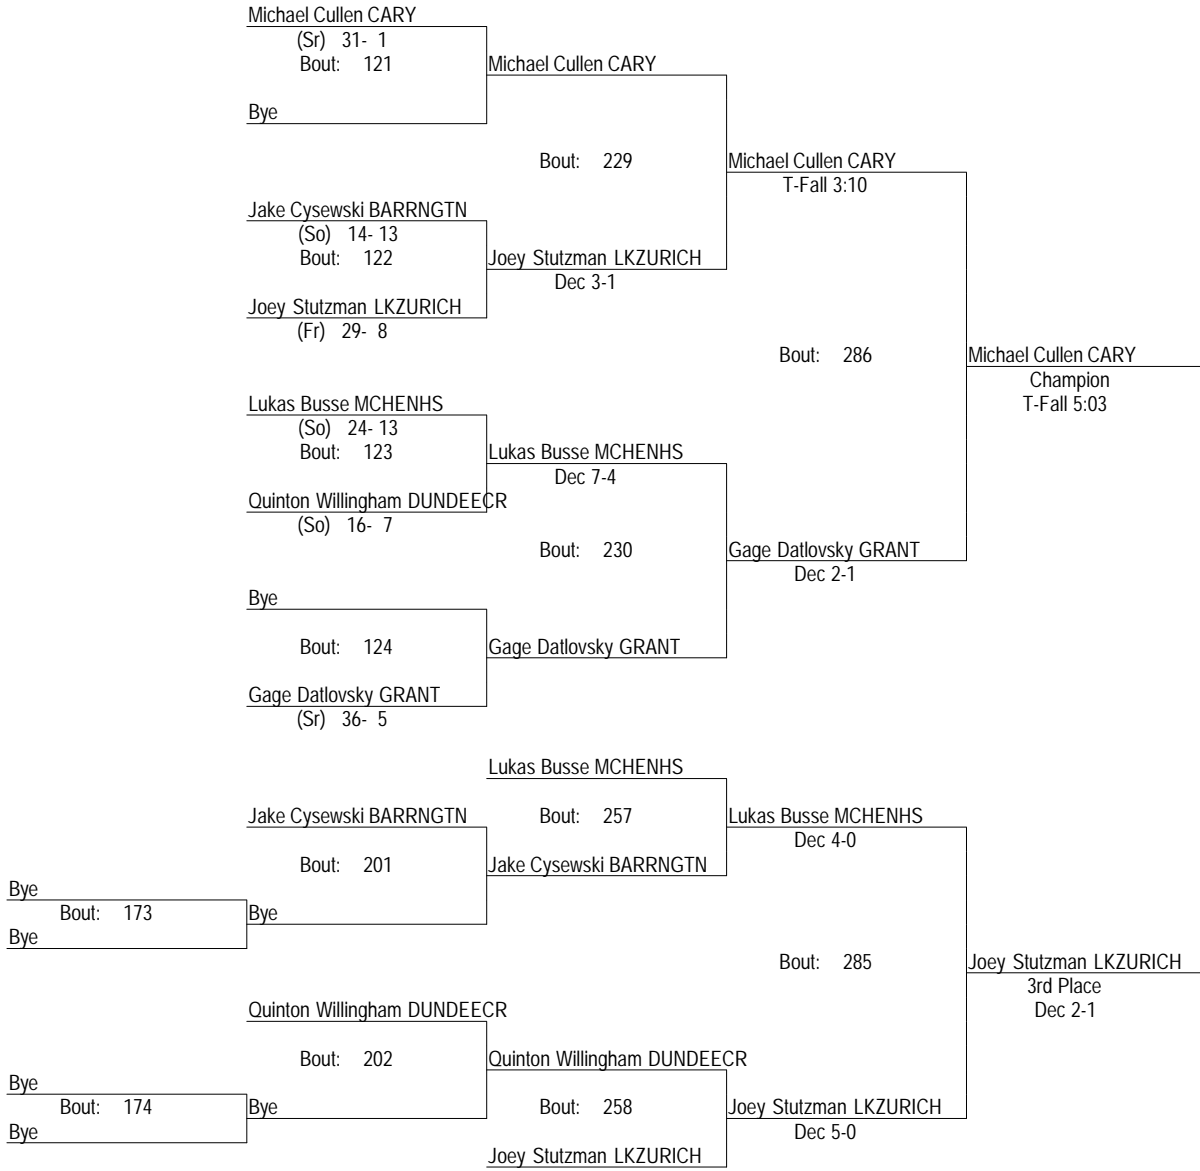 Michael Cullen CARY
(Sr) 31- 1
Bout: 121
Michael Cullen CARY
Bye
Bout: 229
Michael Cullen CARY
T-Fall 3:10
Jake Cysewski BARRNGTN
(So) 14- 13
Bout: 122
Joey Stutzman LKZURICH
Dec 3-1
Joey Stutzman LKZURICH
(Fr) 29- 8
Bout: 286
Michael Cullen CARY
Champion
T-Fall 5:03
Lukas Busse MCHENHS
(So) 24- 13
Bout: 123
Lukas Busse MCHENHS
Dec 7-4
Quinton Willingham DUNDEECR
(So) 16- 7
Bout: 230
Gage Datlovsky GRANT
Dec 2-1
Bye
Bout: 124
Gage Datlovsky GRANT
Gage Datlovsky GRANT
(Sr) 36- 5
Lukas Busse MCHENHS
Jake Cysewski BARRNGTN
Bout: 257
Lukas Busse MCHENHS
Dec 4-0
Bout: 201
Jake Cysewski BARRNGTN
Bye
Bout: 173
Bye
Bye
Bout: 285
Joey Stutzman LKZURICH
3rd Place
Dec 2-1
Quinton Willingham DUNDEECR
Bout: 202
Quinton Willingham DUNDEECR
Bye
Bout: 174
Bye
Bye
Bout: 258
Joey Stutzman LKZURICH
Dec 5-0
Joey Stutzman LKZURICH